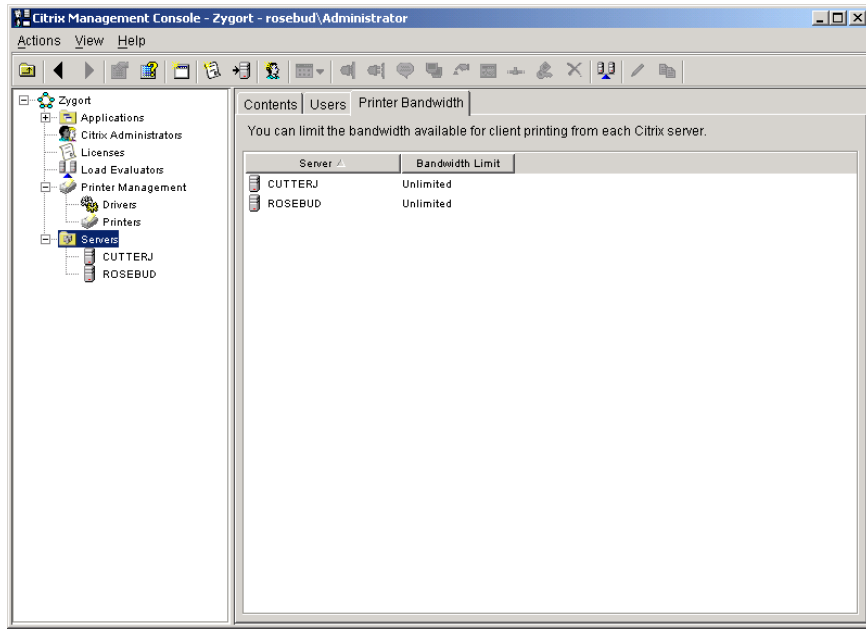 Citrix Management Console - Zygort - rosebud\Administrator
Actions View Help
Zygort
Applications
Citrix Administrators
Licenses
Load Evaluators
Printer Management
Drivers
Printers
Servers
CUTTERJ
ROSEBUD
Contents Users Printer Bandwidth
You can limit the bandwidth available for client printing from each Citrix server.
Server Bandwidth Limit
CUTTERJ Unlimited
ROSEBUD Unlimited